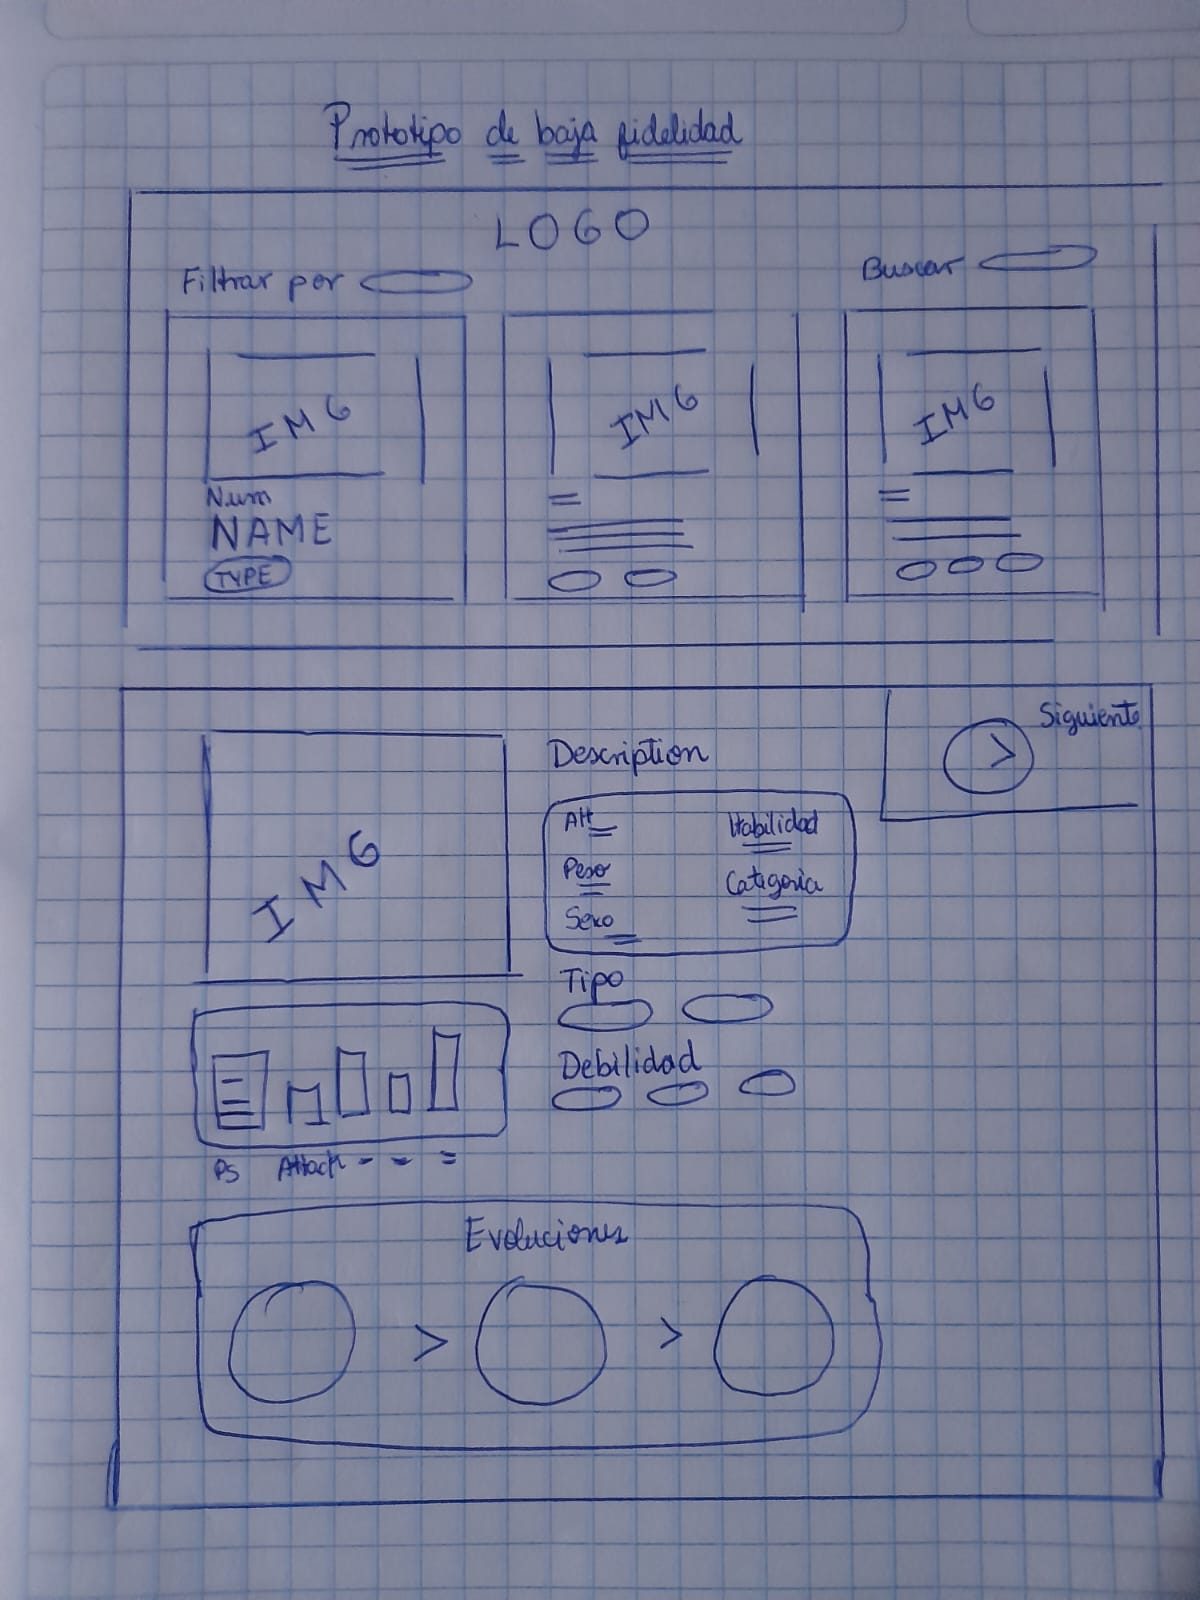 Prototipo de baja fidelidad
LOGO
Filtrar por
Buscar
IMG
IMG
IMG
Num
NAME
TYPE
Siguiente
>
Description
IMG
Alt
Habilidad
Peso
Categoria
Sexo
Tipo
Debilidad
PS Attack
Evoluciones
> >